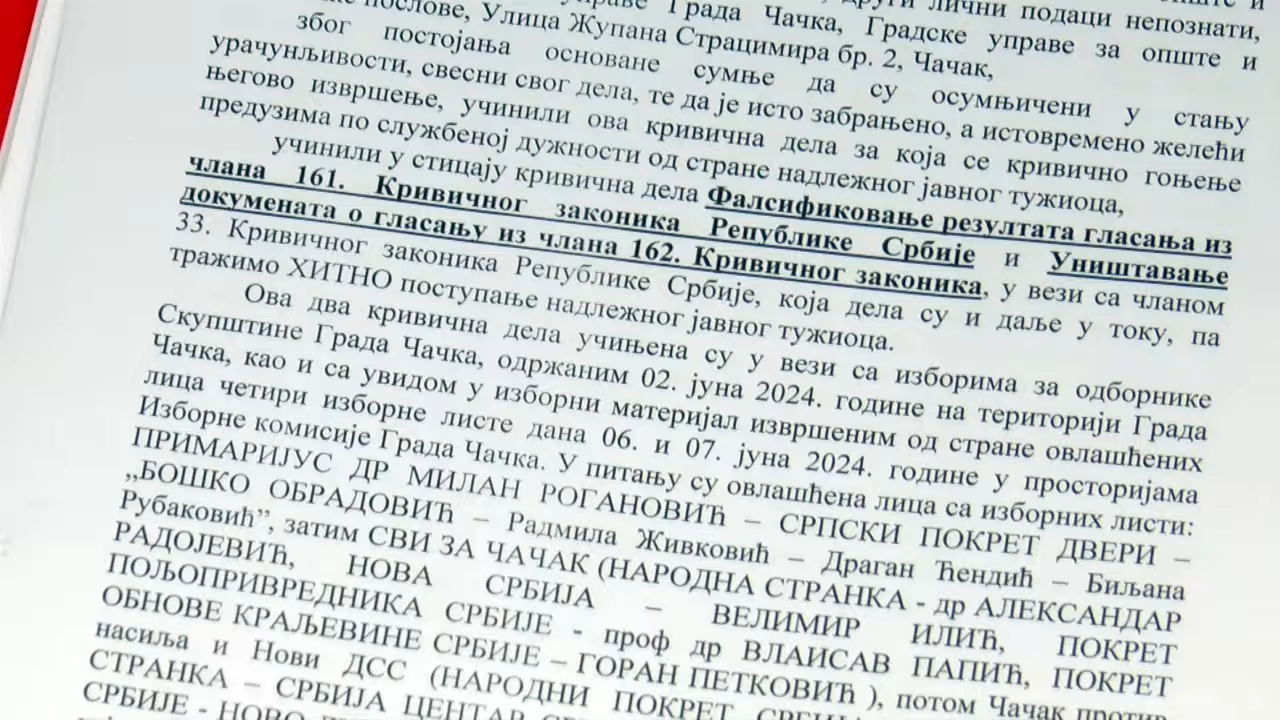 послове, Улица Жупана Страцимира бр. 2, Чачак,
Града Чачка, Градске управе за опште и
други лични подаци непознати,
због постојања основане сумње да су осумњичени у стању
урачунљивости, свесни свог дела, те да је исто забрањено, а истовремено желећи
његово извршење, учинили ова кривична дела за која се кривично гоњење
предузима по службеној дужности од стране надлежног јавног тужиоца,
учинили у стицају кривична дела Фалсификовање резултата гласања из
члана 161. Кривичног законика Републике Србије и Уништавање
докумената о гласању из члана 162. Кривичног законика, у вези са чланом
33. Кривичног законика Републике Србије, која дела су и даље у току, па
тражимо ХИТНО поступање надлежног јавног тужиоца.
Ова два кривична дела учињена су у вези са изборима за одборнике
Скупштине Града Чачка, одржаним 02. јуна 2024. године на територији Града
Чачка, као и са увидом у изборни материјал извршеним од стране овлашћених
лица четири изборне листе дана 06. и 07. јуна 2024. године у просторијама
Изборне комисије Града Чачка. У питању су овлашћена лица са изборних листи:
ПРИМАРИЈУС ДР МИЛАН РОГАНОВИЋ – СРПСКИ ПОКРЕТ ДВЕРИ –
„БОШКО ОБРАДОВИЋ – Радмила Живковић – Драган Ћендић – Биљана
Рубаковић”, затим СВИ ЗА ЧАЧАК (НАРОДНА СТРАНКА - др АЛЕКСАНДАР
РАДОЈЕВИЋ, НОВА СРБИЈА – ВЕЛИМИР ИЛИЋ, ПОКРЕТ
ПОЉОПРИВРЕДНИКА СРБИЈЕ - проф др ВЛАИСАВ ПАПИЋ, ПОКРЕТ
ОБНОВЕ КРАЉЕВИНЕ СРБИЈЕ – ГОРАН ПЕТКОВИЋ ), потом Чачак против
насиља и Нови ДСС (НАРОДНИ ПОКРЕТ
СТРАНКА – СРБИЈА ЦЕНТАР
СРБИЈЕ - НОВО